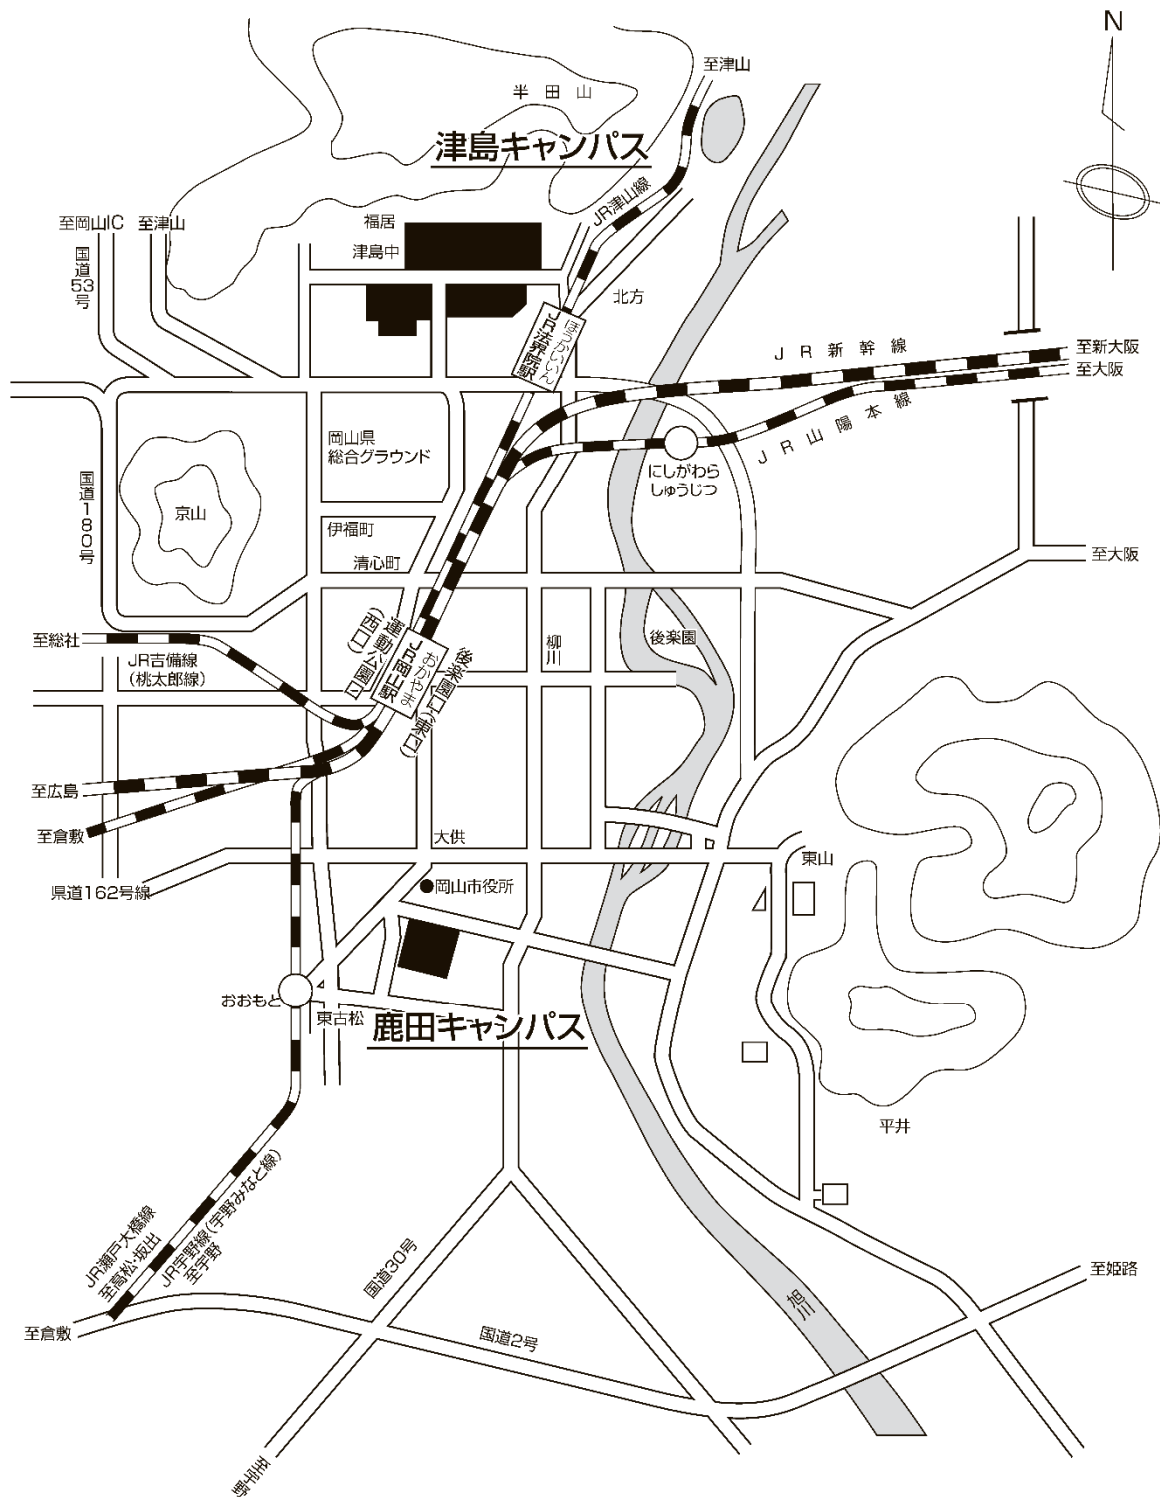 N
至津山
半田山
津島キャンパス
JR津山線
至岡山IC
至津山
福居
津島中
国道53号
北方
ほうかいいん
JR法界院駅
JR新幹線
至新大阪
至大阪
JR山陽本線
岡山県
総合グラウンド
にしがわら
しゅうじつ
国道180号
京山
伊福町
清心町
至大阪
至総社
JR吉備線
(桃太郎線)
運動公園口
(西口)
おかやま
JR岡山駅
後楽園口(東口)
柳川
後楽園
至広島
至倉敷
大供
東山
県道162号線
岡山市役所
おおもと
東古松
鹿田キャンパス
平井
JR瀬戸大橋線
至高松・坂出
JR宇野線(宇野みなと線)
至宇野
国道30号
旭川
至姫路
至倉敷
国道2号
至玉野